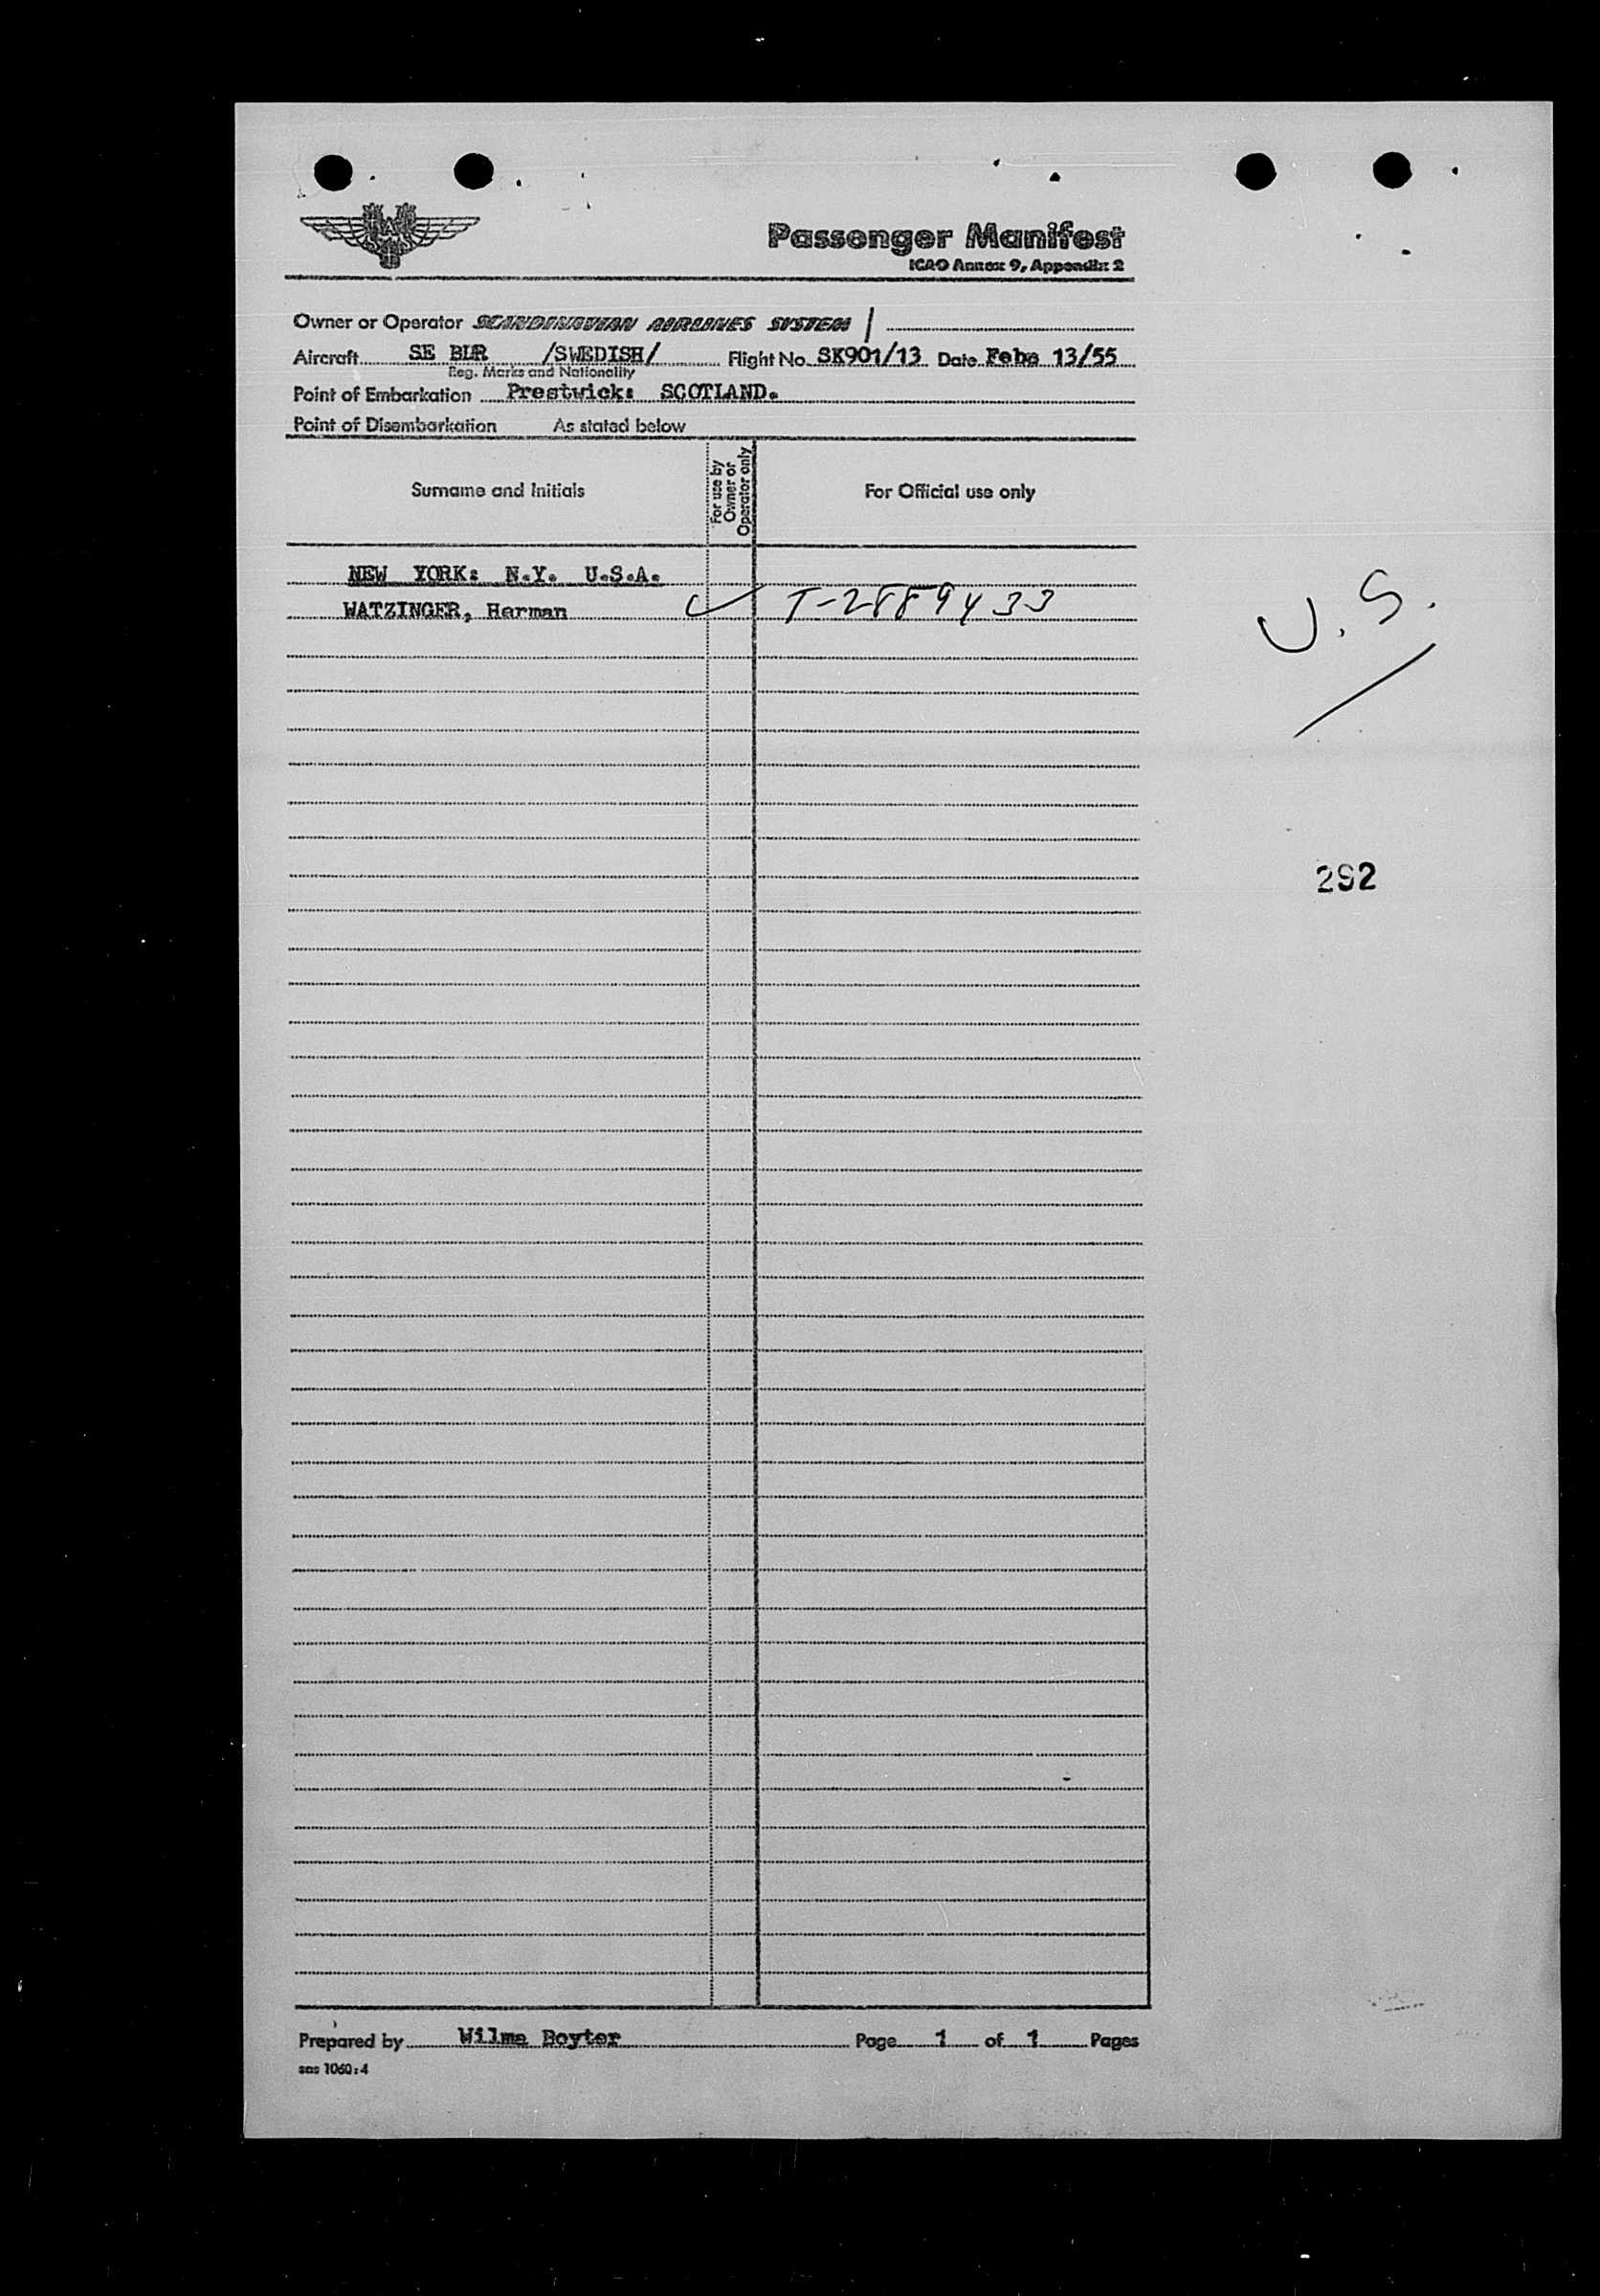 Passenger Manifest
ICAO Annex 9, Appendix 2
Owner or Operator SCANDINAVIAN AIRLINES SYSTEM /
Aircraft SE BLR /SWEDISH/ Flight No. SK901/13 Date Feb. 13/55
Reg. Marks and Nationality
Point of Embarkation Prestwick: SCOTLAND.
Point of Disembarkation As stated below
Surname and Initials
For use by
Owner or
Operator only
For Official use only
NEW YORK: N.Y. U.S.A.
WATZINGER, Herman T-2889433
U.S.
292
Prepared by Wilma Boyter Page 1 of 1 Pages
sas 1060:4